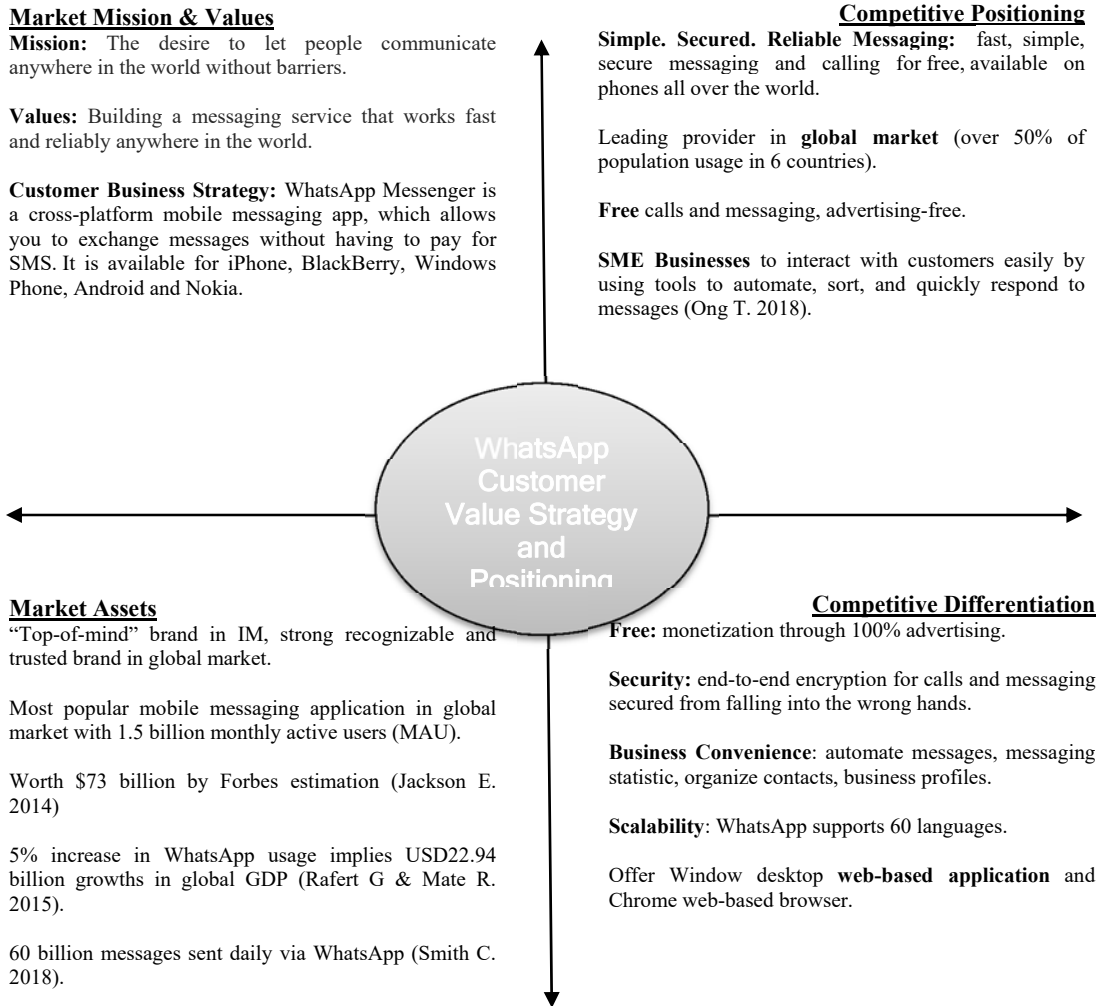 Market Mission & Values
Mission: The desire to let people communicate
anywhere in the world without barriers.
Values: Building a messaging service that works fast
and reliably anywhere in the world.
Customer Business Strategy: WhatsApp Messenger is
a cross-platform mobile messaging app, which allows
you to exchange messages without having to pay for
SMS. It is available for iPhone, BlackBerry, Windows
Phone, Android and Nokia.
Competitive Positioning
Simple. Secured. Reliable Messaging: fast, simple,
secure messaging and calling for free, available on
phones all over the world.
Leading provider in global market (over 50% of
population usage in 6 countries).
Free calls and messaging, advertising-free.
SME Businesses to interact with customers easily by
using tools to automate, sort, and quickly respond to
messages (Ong T. 2018).
WhatsApp
Customer
Value Strategy
and
Positioning
Market Assets
“Top-of-mind” brand in IM, strong recognizable and
trusted brand in global market.
Most popular mobile messaging application in global
market with 1.5 billion monthly active users (MAU).
Worth $73 billion by Forbes estimation (Jackson E.
2014)
5% increase in WhatsApp usage implies USD22.94
billion growths in global GDP (Rafert G & Mate R.
2015).
60 billion messages sent daily via WhatsApp (Smith C.
2018).
Competitive Differentiation
Free: monetization through 100% advertising.
Security: end-to-end encryption for calls and messaging
secured from falling into the wrong hands.
Business Convenience: automate messages, messaging
statistic, organize contacts, business profiles.
Scalability: WhatsApp supports 60 languages.
Offer Window desktop web-based application and
Chrome web-based browser.